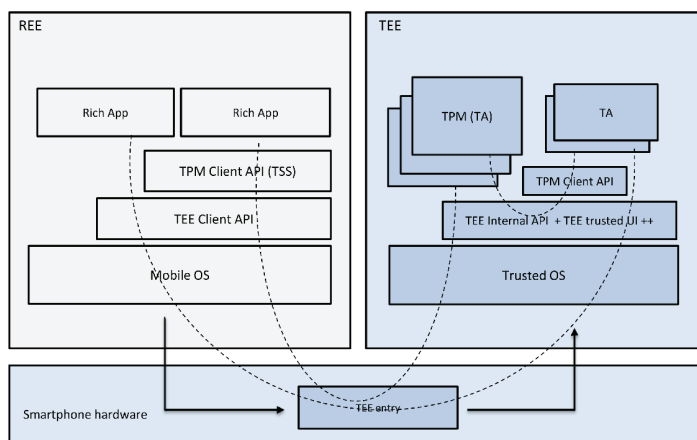 REE
Rich App
Rich App
TPM Client API (TSS)
TEE Client API
Mobile OS
TEE
TPM (TA)
TA
TPM Client API
TEE Internal API + TEE trusted UI ++
Trusted OS
Smartphone hardware
TEE entry